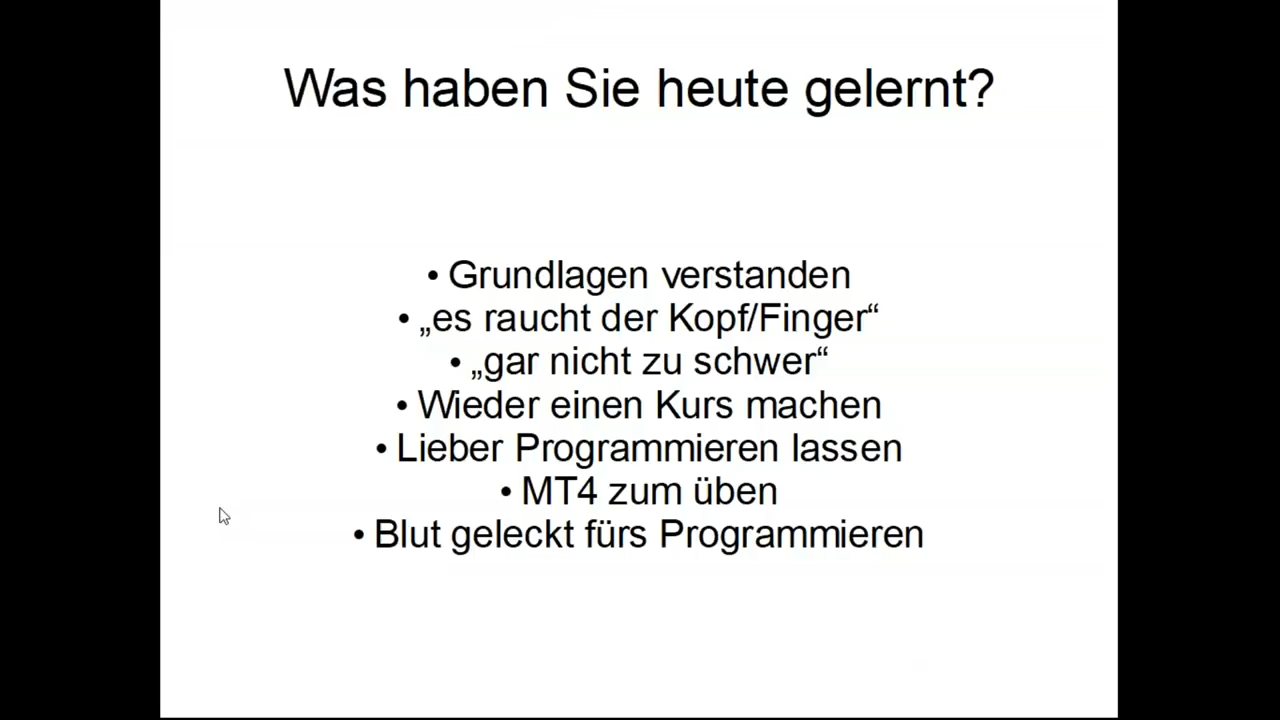 Was haben Sie heute gelernt?
• Grundlagen verstanden
• „es raucht der Kopf/Finger“
• „gar nicht zu schwer“
• Wieder einen Kurs machen
• Lieber Programmieren lassen
• MT4 zum üben
• Blut geleckt fürs Programmieren